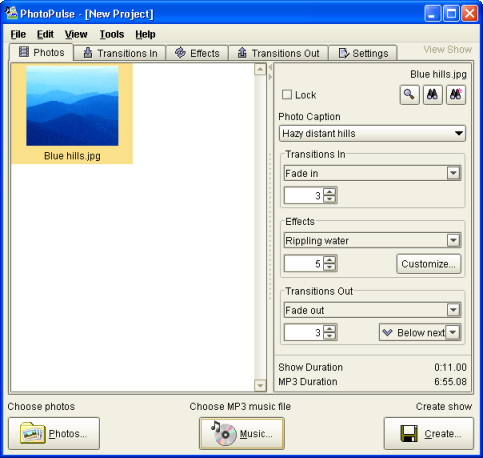 PhotoPulse - [New Project]
File Edit View Tools Help
Photos Transitions In Effects Transitions Out Settings View Show
Blue hills.jpg
Blue hills.jpg
Lock
Photo Caption
Hazy distant hills
Transitions In
Fade in
3
Effects
Rippling water
5 Customize...
Transitions Out
Fade out
3 Below next
Show Duration 0:11.00
MP3 Duration 6:55.08
Choose photos Choose MP3 music file Create show
Photos... Music... Create...